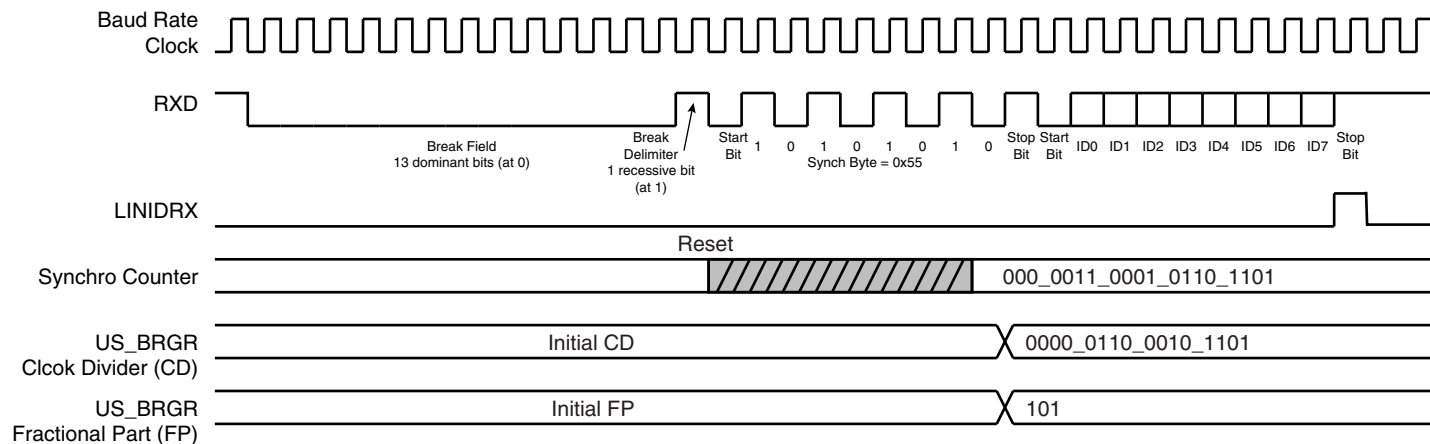 Baud Rate
Clock
RXD
Break Field
13 dominant bits (at 0)
Break
Delimiter
1 recessive bit
(at 1)
Start
Bit
1 0 1 0 1 0 1 0
Synch Byte = 0x55
Stop
Bit
Start
Bit
ID0 ID1 ID2 ID3 ID4 ID5 ID6 ID7
Stop
Bit
LINIDRX
Reset
Synchro Counter
000_0011_0001_0110_1101
US_BRGR
Clcok Divider (CD)
Initial CD
0000_0110_0010_1101
US_BRGR
Fractional Part (FP)
Initial FP
101